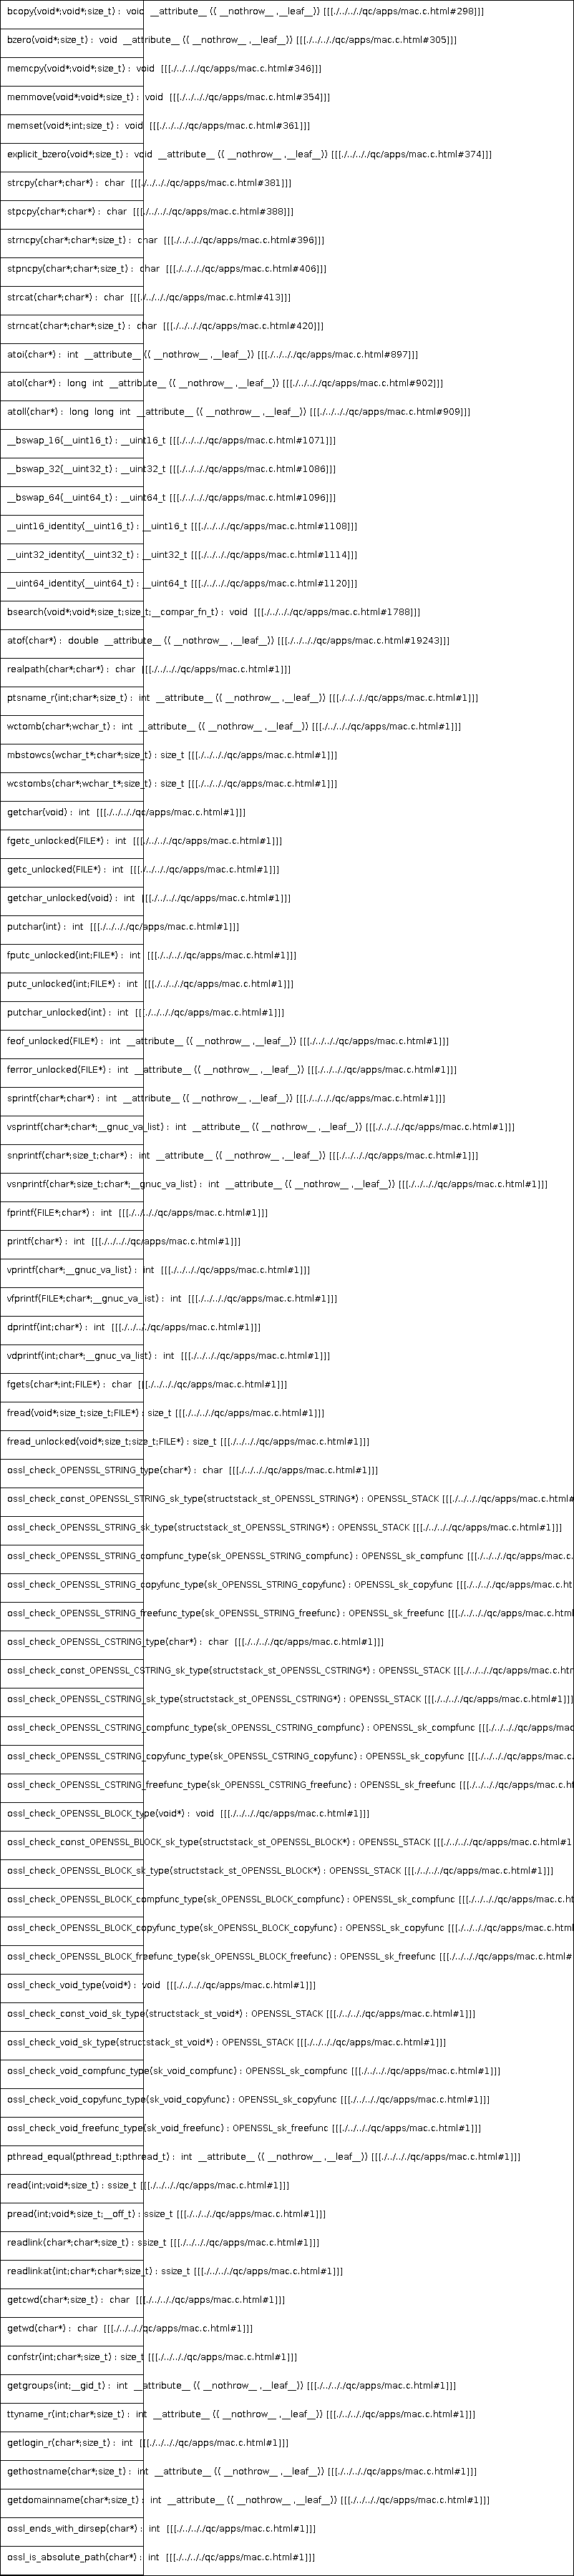 bcopy(void*;void*;size_t) : void __attribute__ (( __nothrow__ ,__leaf__)) [[[./../../../qc/apps/mac.c.html#298]]]
bzero(void*;size_t) : void __attribute__ (( __nothrow__ ,__leaf__)) [[[./../../../qc/apps/mac.c.html#305]]]
memcpy(void*;void*;size_t) : void [[[./../../../qc/apps/mac.c.html#346]]]
memmove(void*;void*;size_t) : void [[[./../../../qc/apps/mac.c.html#354]]]
memset(void*;int;size_t) : void [[[./../../../qc/apps/mac.c.html#361]]]
explicit_bzero(void*;size_t) : void __attribute__ (( __nothrow__ ,__leaf__)) [[[./../../../qc/apps/mac.c.html#374]]]
strcpy(char*;char*) : char [[[./../../../qc/apps/mac.c.html#381]]]
stpcpy(char*;char*) : char [[[./../../../qc/apps/mac.c.html#388]]]
strncpy(char*;char*;size_t) : char [[[./../../../qc/apps/mac.c.html#396]]]
stpncpy(char*;char*;size_t) : char [[[./../../../qc/apps/mac.c.html#406]]]
strcat(char*;char*) : char [[[./../../../qc/apps/mac.c.html#413]]]
strncat(char*;char*;size_t) : char [[[./../../../qc/apps/mac.c.html#420]]]
atoi(char*) : int __attribute__ (( __nothrow__ ,__leaf__)) [[[./../../../qc/apps/mac.c.html#897]]]
atol(char*) : long int __attribute__ (( __nothrow__ ,__leaf__)) [[[./../../../qc/apps/mac.c.html#902]]]
atoll(char*) : long long int __attribute__ (( __nothrow__ ,__leaf__)) [[[./../../../qc/apps/mac.c.html#909]]]
__bswap_16(__uint16_t) : __uint16_t [[[./../../../qc/apps/mac.c.html#1071]]]
__bswap_32(__uint32_t) : __uint32_t [[[./../../../qc/apps/mac.c.html#1086]]]
__bswap_64(__uint64_t) : __uint64_t [[[./../../../qc/apps/mac.c.html#1096]]]
__uint16_identity(__uint16_t) : __uint16_t [[[./../../../qc/apps/mac.c.html#1108]]]
__uint32_identity(__uint32_t) : __uint32_t [[[./../../../qc/apps/mac.c.html#1114]]]
__uint64_identity(__uint64_t) : __uint64_t [[[./../../../qc/apps/mac.c.html#1120]]]
bsearch(void*;void*;size_t;size_t;__compar_fn_t) : void [[[./../../../qc/apps/mac.c.html#1788]]]
atof(char*) : double __attribute__ (( __nothrow__ ,__leaf__)) [[[./../../../qc/apps/mac.c.html#19243]]]
realpath(char*;char*) : char [[[./../../../qc/apps/mac.c.html#1]]]
ptsname_r(int;char*;size_t) : int __attribute__ (( __nothrow__ ,__leaf__)) [[[./../../../qc/apps/mac.c.html#1]]]
wctomb(char*;wchar_t) : int __attribute__ (( __nothrow__ ,__leaf__)) [[[./../../../qc/apps/mac.c.html#1]]]
mbstowcs(wchar_t*;char*;size_t) : size_t [[[./../../../qc/apps/mac.c.html#1]]]
wcstombs(char*;wchar_t*;size_t) : size_t [[[./../../../qc/apps/mac.c.html#1]]]
getchar(void) : int [[[./../../../qc/apps/mac.c.html#1]]]
fgetc_unlocked(FILE*) : int [[[./../../../qc/apps/mac.c.html#1]]]
getc_unlocked(FILE*) : int [[[./../../../qc/apps/mac.c.html#1]]]
getchar_unlocked(void) : int [[[./../../../qc/apps/mac.c.html#1]]]
putchar(int) : int [[[./../../../qc/apps/mac.c.html#1]]]
fputc_unlocked(int;FILE*) : int [[[./../../../qc/apps/mac.c.html#1]]]
putc_unlocked(int;FILE*) : int [[[./../../../qc/apps/mac.c.html#1]]]
putchar_unlocked(int) : int [[[./../../../qc/apps/mac.c.html#1]]]
feof_unlocked(FILE*) : int __attribute__ (( __nothrow__ ,__leaf__)) [[[./../../../qc/apps/mac.c.html#1]]]
ferror_unlocked(FILE*) : int __attribute__ (( __nothrow__ ,__leaf__)) [[[./../../../qc/apps/mac.c.html#1]]]
sprintf(char*;char*) : int __attribute__ (( __nothrow__ ,__leaf__)) [[[./../../../qc/apps/mac.c.html#1]]]
vsprintf(char*;char*;__gnuc_va_list) : int __attribute__ (( __nothrow__ ,__leaf__)) [[[./../../../qc/apps/mac.c.html#1]]]
snprintf(char*;size_t;char*) : int __attribute__ (( __nothrow__ ,__leaf__)) [[[./../../../qc/apps/mac.c.html#1]]]
vsnprintf(char*;size_t;char*;__gnuc_va_list) : int __attribute__ (( __nothrow__ ,__leaf__)) [[[./../../../qc/apps/mac.c.html#1]]]
fprintf(FILE*;char*) : int [[[./../../../qc/apps/mac.c.html#1]]]
printf(char*) : int [[[./../../../qc/apps/mac.c.html#1]]]
vprintf(char*;__gnuc_va_list) : int [[[./../../../qc/apps/mac.c.html#1]]]
vfprintf(FILE*;char*;__gnuc_va_list) : int [[[./../../../qc/apps/mac.c.html#1]]]
dprintf(int;char*) : int [[[./../../../qc/apps/mac.c.html#1]]]
vdprintf(int;char*;__gnuc_va_list) : int [[[./../../../qc/apps/mac.c.html#1]]]
fgets(char*;int;FILE*) : char [[[./../../../qc/apps/mac.c.html#1]]]
fread(void*;size_t;size_t;FILE*) : size_t [[[./../../../qc/apps/mac.c.html#1]]]
fread_unlocked(void*;size_t;size_t;FILE*) : size_t [[[./../../../qc/apps/mac.c.html#1]]]
ossl_check_OPENSSL_STRING_type(char*) : char [[[./../../../qc/apps/mac.c.html#1]]]
ossl_check_const_OPENSSL_STRING_sk_type(structstack_st_OPENSSL_STRING*) : OPENSSL_STACK [[[./../../../qc/apps/mac.c.html#
ossl_check_OPENSSL_STRING_sk_type(structstack_st_OPENSSL_STRING*) : OPENSSL_STACK [[[./../../../qc/apps/mac.c.html#1]]]
ossl_check_OPENSSL_STRING_compfunc_type(sk_OPENSSL_STRING_compfunc) : OPENSSL_sk_compfunc [[[./../../../qc/apps/mac.c.
ossl_check_OPENSSL_STRING_copyfunc_type(sk_OPENSSL_STRING_copyfunc) : OPENSSL_sk_copyfunc [[[./../../../qc/apps/mac.c.ht
ossl_check_OPENSSL_STRING_freefunc_type(sk_OPENSSL_STRING_freefunc) : OPENSSL_sk_freefunc [[[./../../../qc/apps/mac.c.html
ossl_check_OPENSSL_CSTRING_type(char*) : char [[[./../../../qc/apps/mac.c.html#1]]]
ossl_check_const_OPENSSL_CSTRING_sk_type(structstack_st_OPENSSL_CSTRING*) : OPENSSL_STACK [[[./../../../qc/apps/mac.c.htm
ossl_check_OPENSSL_CSTRING_sk_type(structstack_st_OPENSSL_CSTRING*) : OPENSSL_STACK [[[./../../../qc/apps/mac.c.html#1]]]
ossl_check_OPENSSL_CSTRING_compfunc_type(sk_OPENSSL_CSTRING_compfunc) : OPENSSL_sk_compfunc [[[./../../../qc/apps/mac
ossl_check_OPENSSL_CSTRING_copyfunc_type(sk_OPENSSL_CSTRING_copyfunc) : OPENSSL_sk_copyfunc [[[./../../../qc/apps/mac.c.
ossl_check_OPENSSL_CSTRING_freefunc_type(sk_OPENSSL_CSTRING_freefunc) : OPENSSL_sk_freefunc [[[./../../../qc/apps/mac.c.ht
ossl_check_OPENSSL_BLOCK_type(void*) : void [[[./../../../qc/apps/mac.c.html#1]]]
ossl_check_const_OPENSSL_BLOCK_sk_type(structstack_st_OPENSSL_BLOCK*) : OPENSSL_STACK [[[./../../../qc/apps/mac.c.html#1
ossl_check_OPENSSL_BLOCK_sk_type(structstack_st_OPENSSL_BLOCK*) : OPENSSL_STACK [[[./../../../qc/apps/mac.c.html#1]]]
ossl_check_OPENSSL_BLOCK_compfunc_type(sk_OPENSSL_BLOCK_compfunc) : OPENSSL_sk_compfunc [[[./../../../qc/apps/mac.c.ht
ossl_check_OPENSSL_BLOCK_copyfunc_type(sk_OPENSSL_BLOCK_copyfunc) : OPENSSL_sk_copyfunc [[[./../../../qc/apps/mac.c.html
ossl_check_OPENSSL_BLOCK_freefunc_type(sk_OPENSSL_BLOCK_freefunc) : OPENSSL_sk_freefunc [[[./../../../qc/apps/mac.c.html#
ossl_check_void_type(void*) : void [[[./../../../qc/apps/mac.c.html#1]]]
ossl_check_const_void_sk_type(structstack_st_void*) : OPENSSL_STACK [[[./../../../qc/apps/mac.c.html#1]]]
ossl_check_void_sk_type(structstack_st_void*) : OPENSSL_STACK [[[./../../../qc/apps/mac.c.html#1]]]
ossl_check_void_compfunc_type(sk_void_compfunc) : OPENSSL_sk_compfunc [[[./../../../qc/apps/mac.c.html#1]]]
ossl_check_void_copyfunc_type(sk_void_copyfunc) : OPENSSL_sk_copyfunc [[[./../../../qc/apps/mac.c.html#1]]]
ossl_check_void_freefunc_type(sk_void_freefunc) : OPENSSL_sk_freefunc [[[./../../../qc/apps/mac.c.html#1]]]
pthread_equal(pthread_t;pthread_t) : int __attribute__ (( __nothrow__ ,__leaf__)) [[[./../../../qc/apps/mac.c.html#1]]]
read(int;void*;size_t) : ssize_t [[[./../../../qc/apps/mac.c.html#1]]]
pread(int;void*;size_t;__off_t) : ssize_t [[[./../../../qc/apps/mac.c.html#1]]]
readlink(char*;char*;size_t) : ssize_t [[[./../../../qc/apps/mac.c.html#1]]]
readlinkat(int;char*;char*;size_t) : ssize_t [[[./../../../qc/apps/mac.c.html#1]]]
getcwd(char*;size_t) : char [[[./../../../qc/apps/mac.c.html#1]]]
getwd(char*) : char [[[./../../../qc/apps/mac.c.html#1]]]
confstr(int;char*;size_t) : size_t [[[./../../../qc/apps/mac.c.html#1]]]
getgroups(int;__gid_t) : int __attribute__ (( __nothrow__ ,__leaf__)) [[[./../../../qc/apps/mac.c.html#1]]]
ttyname_r(int;char*;size_t) : int __attribute__ (( __nothrow__ ,__leaf__)) [[[./../../../qc/apps/mac.c.html#1]]]
getlogin_r(char*;size_t) : int [[[./../../../qc/apps/mac.c.html#1]]]
gethostname(char*;size_t) : int __attribute__ (( __nothrow__ ,__leaf__)) [[[./../../../qc/apps/mac.c.html#1]]]
getdomainname(char*;size_t) : int __attribute__ (( __nothrow__ ,__leaf__)) [[[./../../../qc/apps/mac.c.html#1]]]
ossl_ends_with_dirsep(char*) : int [[[./../../../qc/apps/mac.c.html#1]]]
ossl_is_absolute_path(char*) : int [[[./../../../qc/apps/mac.c.html#1]]]